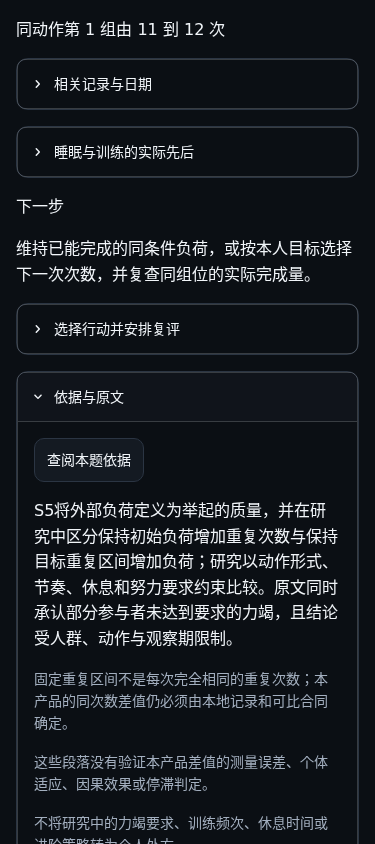 同动作第 1 组由 11 到 12 次
相关记录与日期
睡眠与训练的实际先后
下一步
维持已能完成的同条件负荷，或按本人目标选择
下一次次数，并复查同组位的实际完成量。
选择行动并安排复评
依据与原文
查阅本题依据
S5将外部负荷定义为举起的质量，并在研
究中区分保持初始负荷增加重复次数与保持
目标重复区间增加负荷；研究以动作形式、
节奏、休息和努力要求约束比较。原文同时
承认部分参与者未达到要求的力竭，且结论
受人群、动作与观察期限制。
固定重复区间不是每次完全相同的重复次数；本
产品的同次数差值仍必须由本地记录和可比合同
确定。
这些段落没有验证本产品差值的测量误差、个体
适应、因果效果或停滞判定。
不将研究中的力竭要求、训练频次、休息时间或
进阶策略转为个人处方。